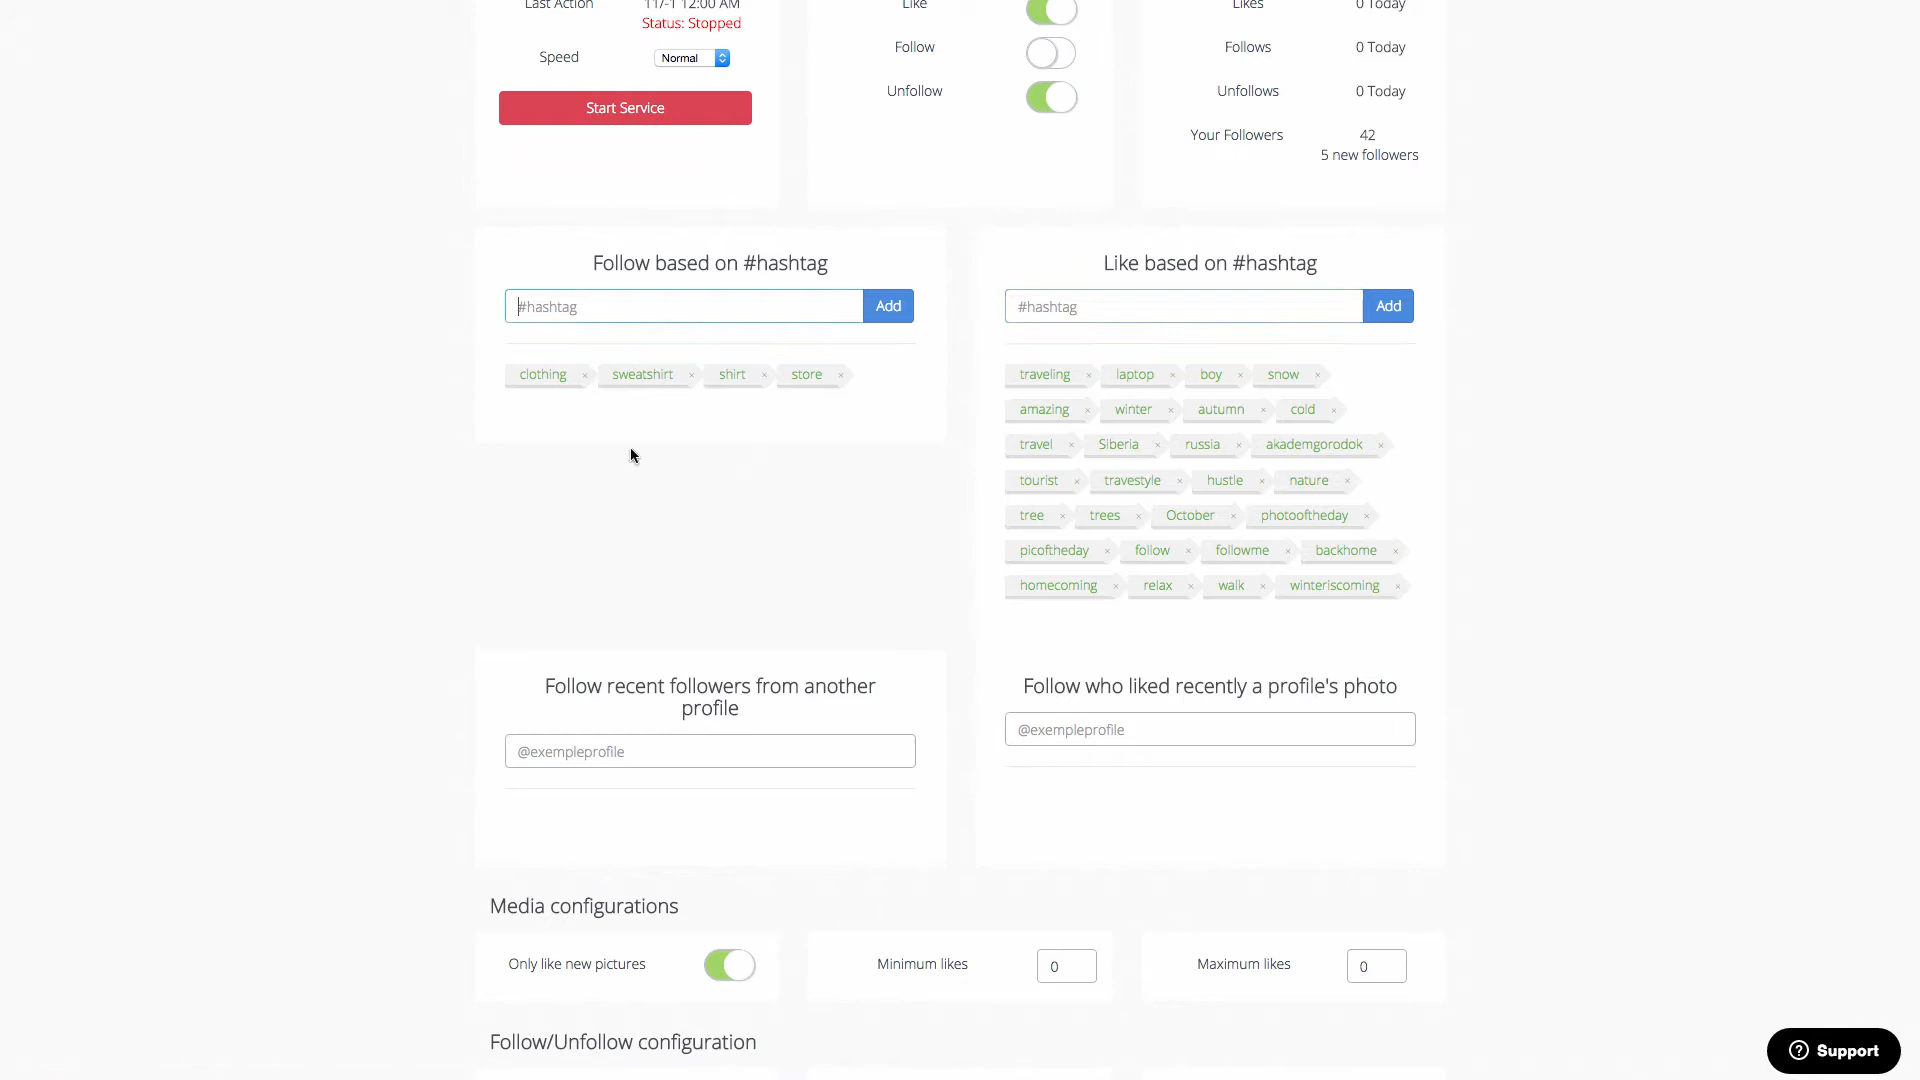 Last Action 11/-1 12:00 AM
Status: Stopped
Speed Normal
Start Service
Like
Follow
Unfollow
Likes 0 Today
Follows 0 Today
Unfollows 0 Today
Your Followers 42
5 new followers
Follow based on #hashtag
#hashtag Add
clothing × sweatshirt × shirt × store ×
Like based on #hashtag
#hashtag Add
traveling × laptop × boy × snow ×
amazing × winter × autumn × cold ×
travel × Siberia × russia × akademgorodok ×
tourist × travestyle × hustle × nature ×
tree × trees × October × photooftheday ×
picoftheday × follow × followme × backhome ×
homecoming × relax × walk × winteriscoming ×
Follow recent followers from another
profile
@exempleprofile
Follow who liked recently a profile's photo
@exempleprofile
Media configurations
Only like new pictures
Minimum likes 0
Maximum likes 0
Follow/Unfollow configuration
? Support